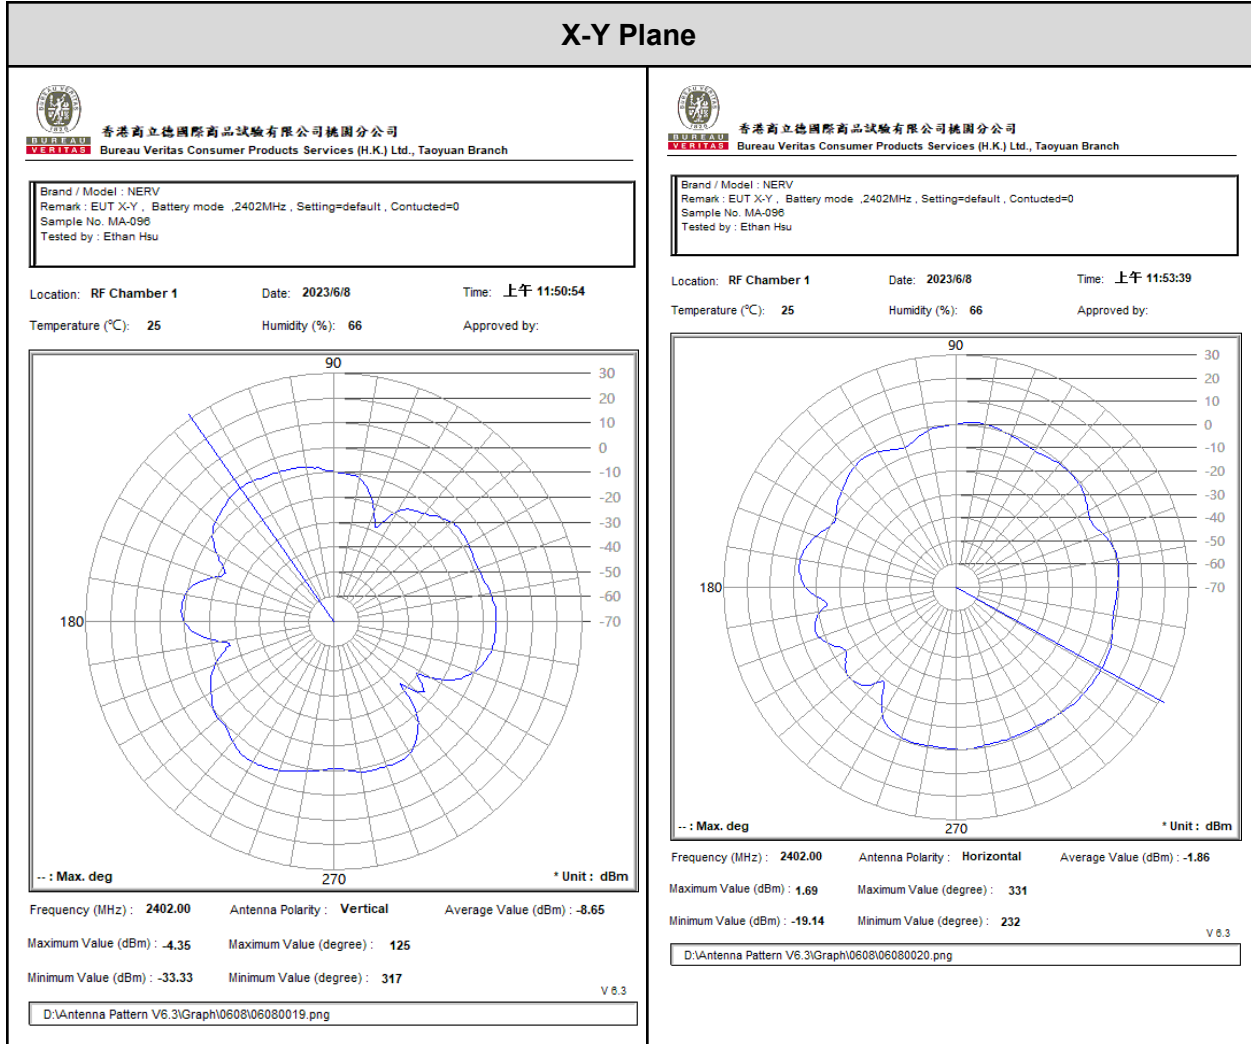 X-Y Plane
BUREAU VERITAS
1828
BUREAU
VERITAS
香港商立德國際商品試驗有限公司桃園分公司
Bureau Veritas Consumer Products Services (H.K.) Ltd., Taoyuan Branch
Brand / Model : NERV
Remark : EUT X-Y , Battery mode ,2402MHz , Setting=default , Contucted=0
Sample No. MA-096
Tested by : Ethan Hsu
Location: RF Chamber 1 Date: 2023/6/8 Time: 上午 11:50:54
Temperature (℃): 25 Humidity (%): 66 Approved by:
90
30
20
10
0
-10
-20
-30
-40
-50
-60
180 -70
-- : Max. deg 270 * Unit : dBm
Frequency (MHz) : 2402.00 Antenna Polarity : Vertical Average Value (dBm) : -8.65
Maximum Value (dBm) : -4.35 Maximum Value (degree) : 125
Minimum Value (dBm) : -33.33 Minimum Value (degree) : 317
V 6.3
D:\Antenna Pattern V6.3\Graph\0608\06080019.png
BUREAU VERITAS
1828
BUREAU
VERITAS
香港商立德國際商品試驗有限公司桃園分公司
Bureau Veritas Consumer Products Services (H.K.) Ltd., Taoyuan Branch
Brand / Model : NERV
Remark : EUT X-Y , Battery mode ,2402MHz , Setting=default , Contucted=0
Sample No. MA-096
Tested by : Ethan Hsu
Location: RF Chamber 1 Date: 2023/6/8 Time: 上午 11:53:39
Temperature (℃): 25 Humidity (%): 66 Approved by:
90
30
20
10
0
-10
-20
-30
-40
-50
-60
180 -70
-- : Max. deg 270 * Unit : dBm
Frequency (MHz) : 2402.00 Antenna Polarity : Horizontal Average Value (dBm) : -1.86
Maximum Value (dBm) : 1.69 Maximum Value (degree) : 331
Minimum Value (dBm) : -19.14 Minimum Value (degree) : 232
V 6.3
D:\Antenna Pattern V6.3\Graph\0608\06080020.png